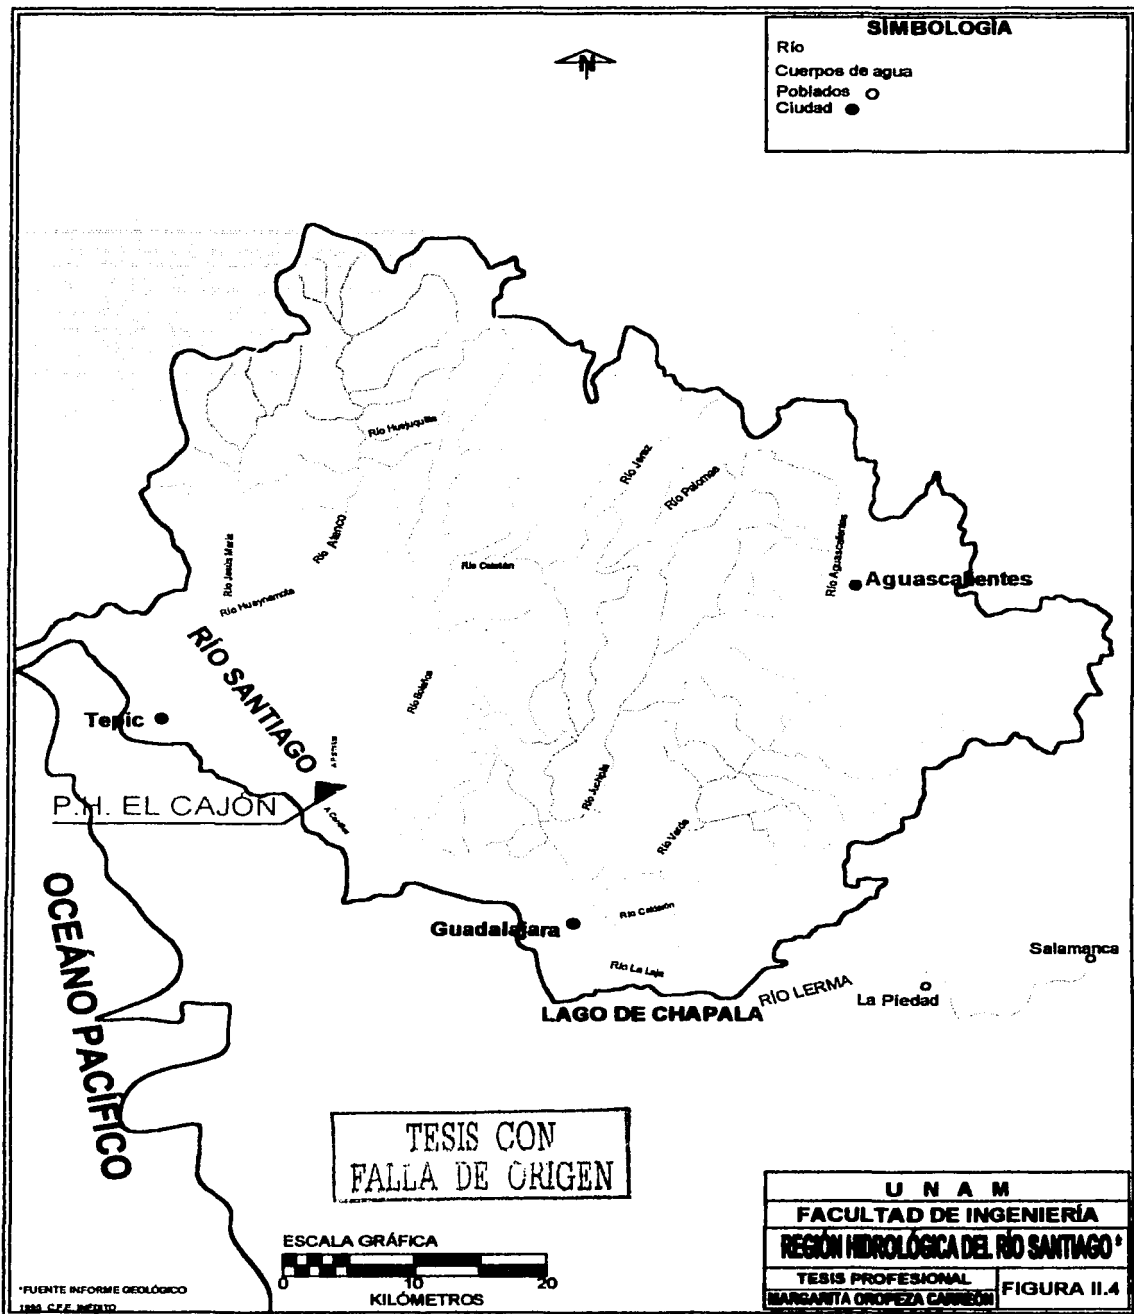 SIMBOLOGÍA
Río
Cuerpos de agua
Poblados
Ciudad
N
Río Huejuquilla
Río Jerez
Río Palomas
Río Aguascalientes
Río Atenco
Río Jesús María
Río Huaynamota
Aguascalientes
RÍO SANTIAGO
Río Bolaños
Tepic
P.H. EL CAJÓN
Río Juchipila
Río Verde
Río Calderón
Guadalajara
Río La Laja
LAGO DE CHAPALA
RÍO LERMA
La Piedad
Salamanca
OCEÁNO PACÍFICO
TESIS CON
FALLA DE ORIGEN
ESCALA GRÁFICA
0 10 20
KILÓMETROS
*FUENTE INFORME GEOLÓGICO
C.F.E. INÉDITO
U N A M
FACULTAD DE INGENIERÍA
REGIÓN HIDROLÓGICA DEL RÍO SANTIAGO *
TESIS PROFESIONAL
MARGARITA OROPEZA CARREÓN
FIGURA II.4